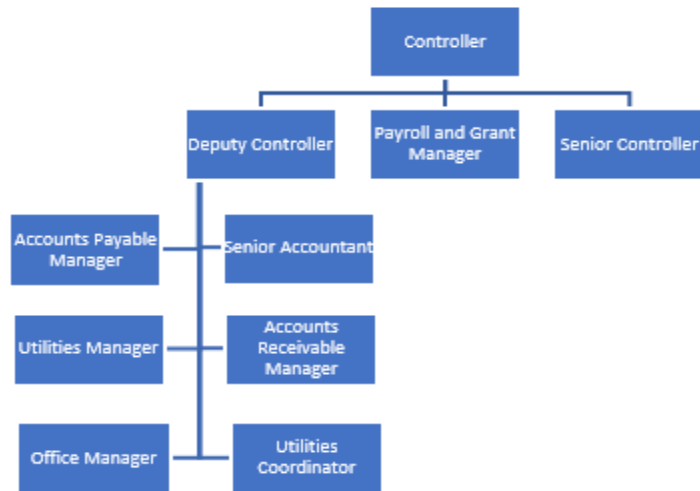 Controller
Deputy Controller
Payroll and Grant
Manager
Senior Controller
Accounts Payable
Manager
Senior Accountant
Utilities Manager
Accounts
Receivable
Manager
Office Manager
Utilities
Coordinator